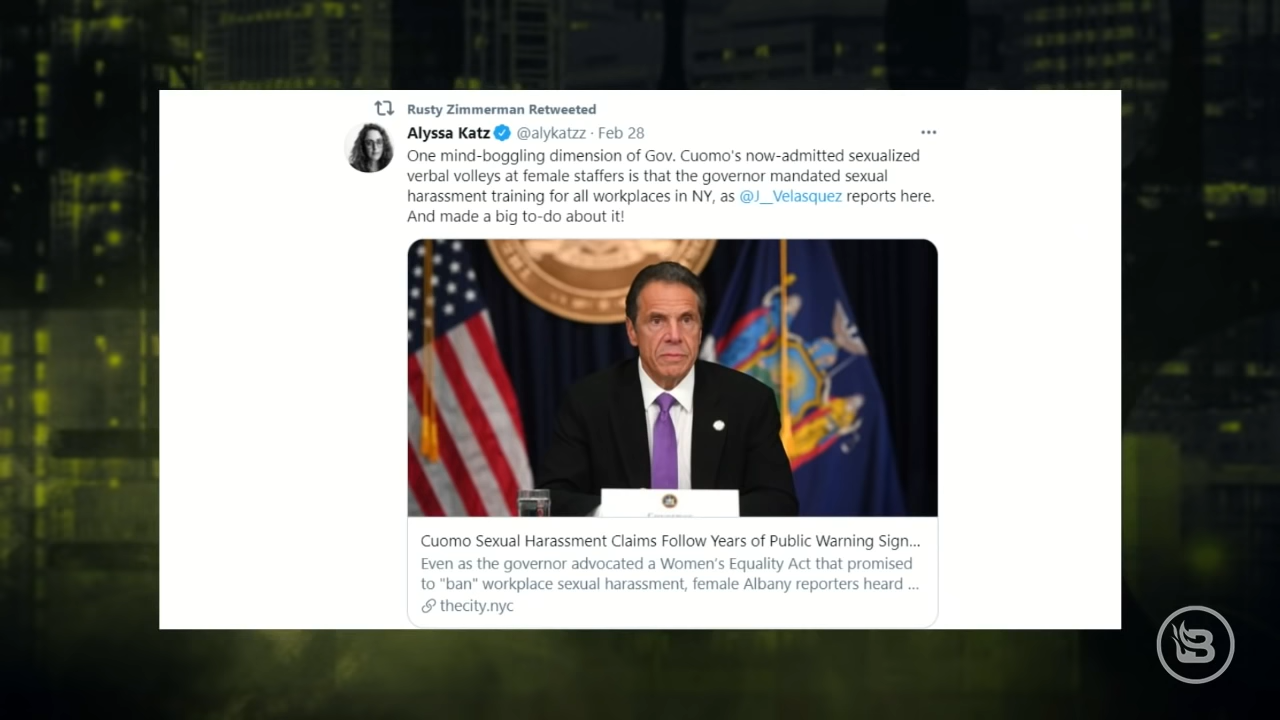 Rusty Zimmerman Retweeted
Alyssa Katz @alykatzz · Feb 28
One mind-boggling dimension of Gov. Cuomo's now-admitted sexualized
verbal volleys at female staffers is that the governor mandated sexual
harassment training for all workplaces in NY, as @J__Velasquez reports here.
And made a big to-do about it!
Cuomo Sexual Harassment Claims Follow Years of Public Warning Sign...
Even as the governor advocated a Women's Equality Act that promised
to "ban" workplace sexual harassment, female Albany reporters heard ...
thecity.nyc
B